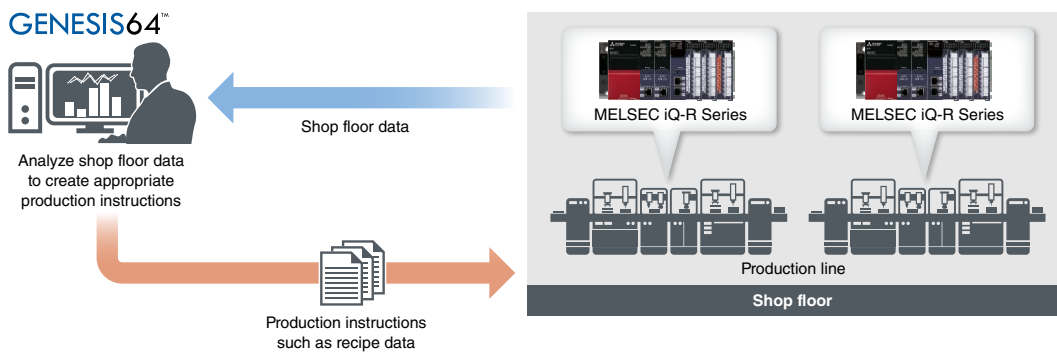 GENESIS64™
Shop floor data
Analyze shop floor data
to create appropriate
production instructions
Production instructions
such as recipe data
MELSEC iQ-R Series
MELSEC iQ-R Series
Production line
Shop floor